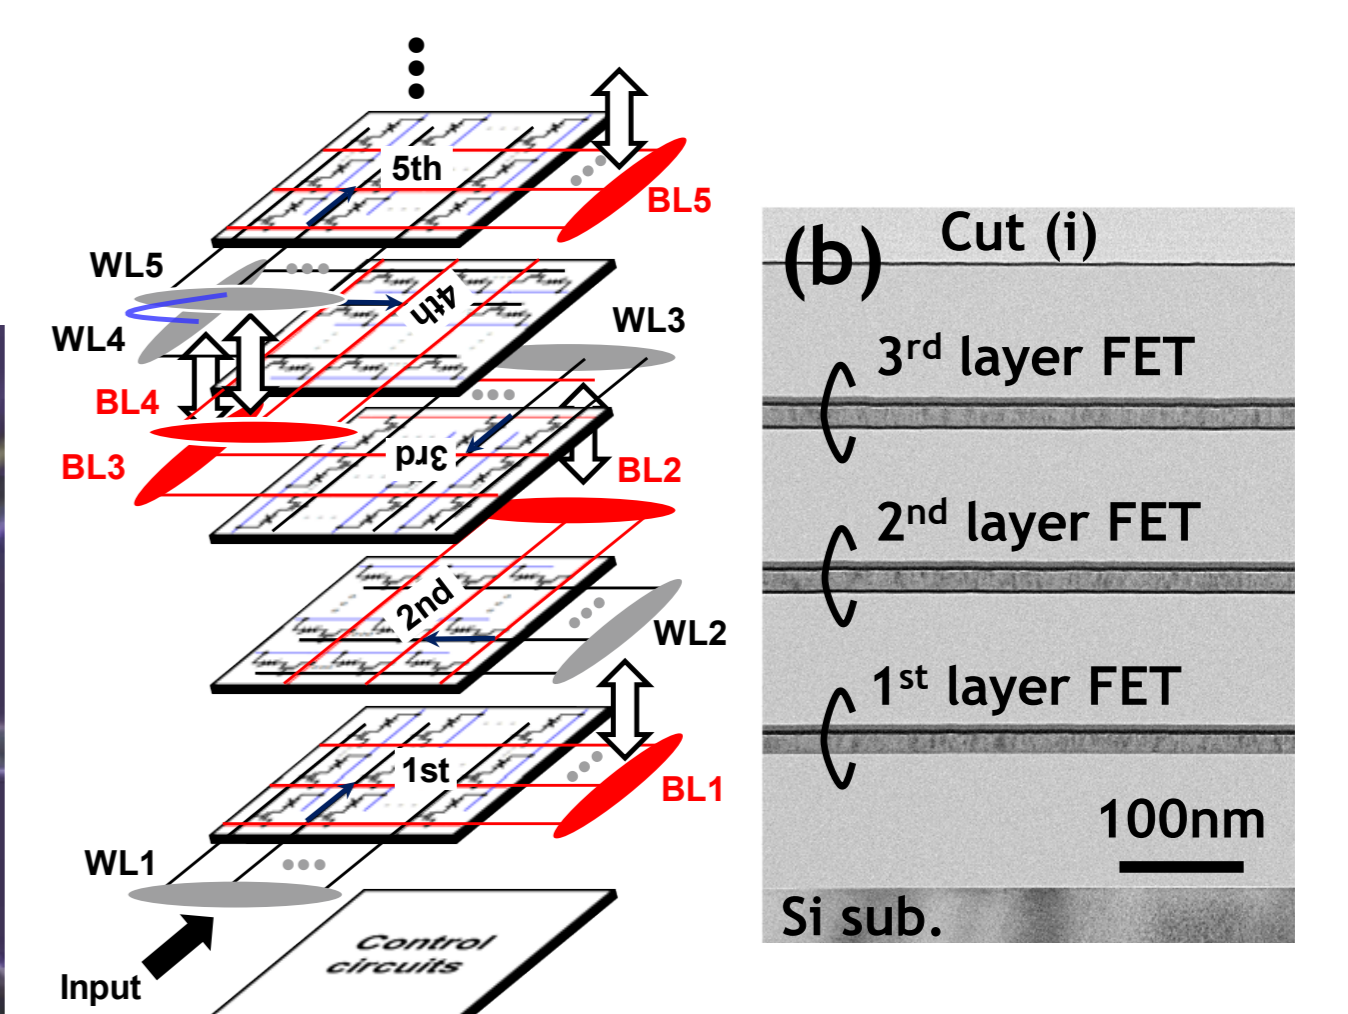 5th
BL5
WL5
4th
WL3
WL4
BL4
3rd
BL3
BL2
2nd
WL2
1st
BL1
WL1
Control
circuits
Input
(b)
Cut (i)
3rd layer FET
2nd layer FET
1st layer FET
100nm
Si sub.